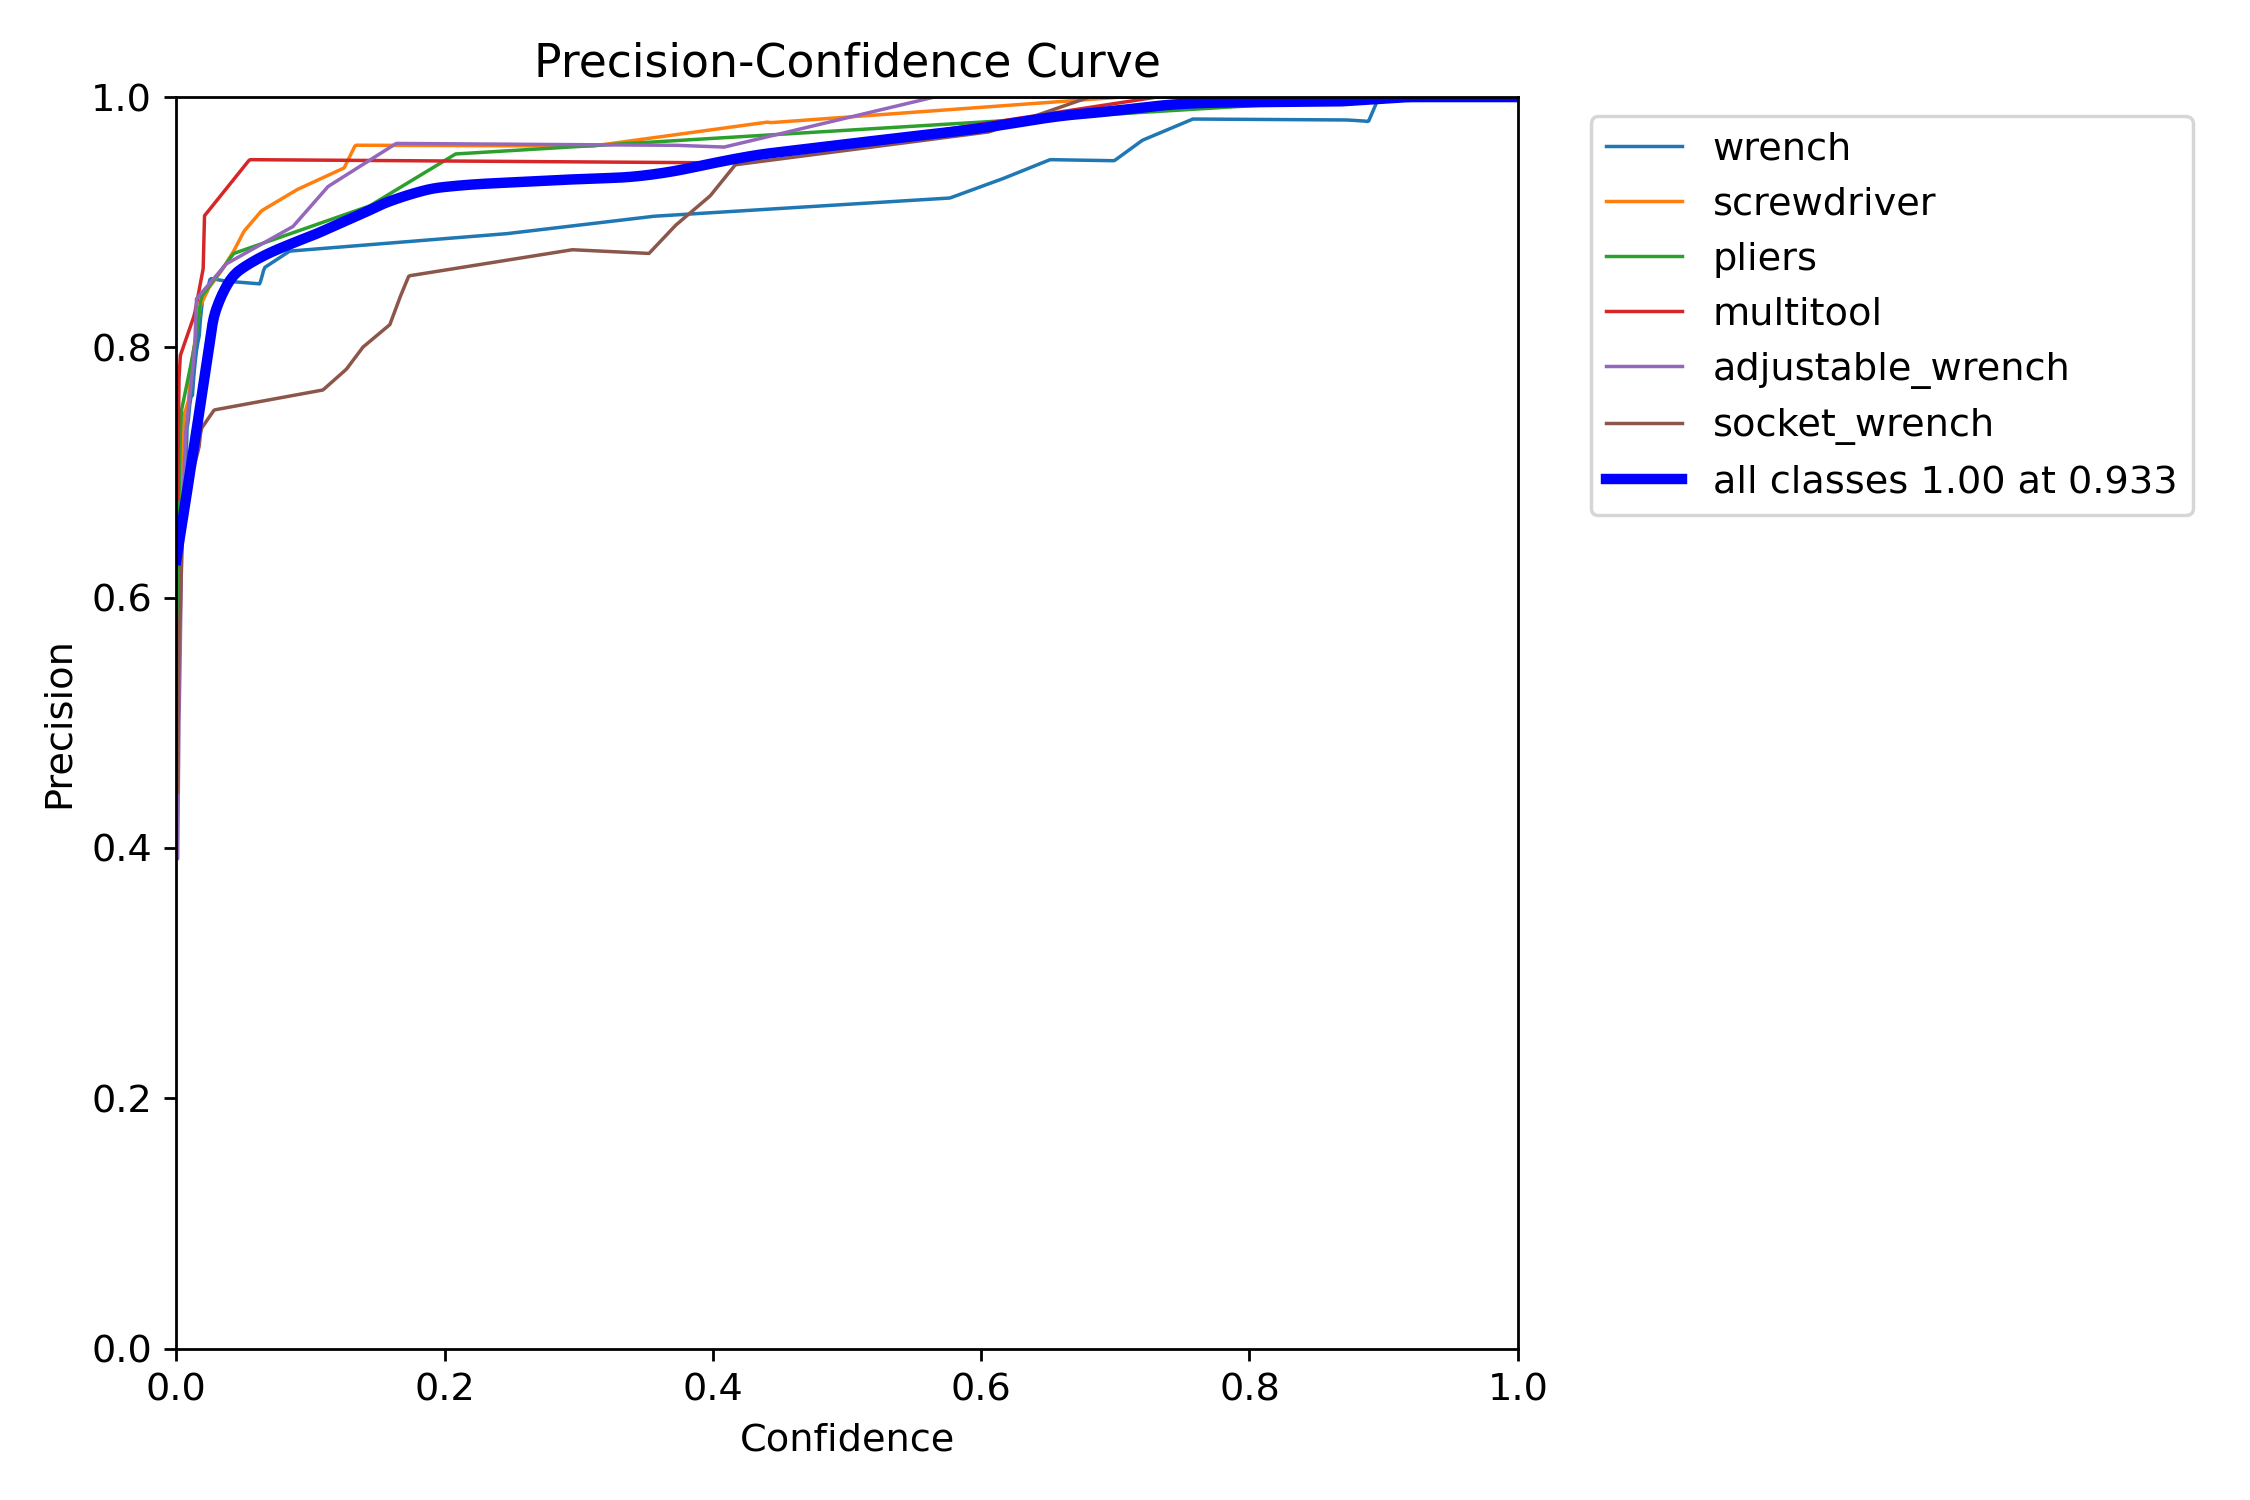 Precision-Confidence Curve
1.0
0.8
0.6
0.4
0.2
0.0
Precision
0.0 0.2 0.4 0.6 0.8 1.0
Confidence
wrench
screwdriver
pliers
multitool
adjustable_wrench
socket_wrench
all classes 1.00 at 0.933